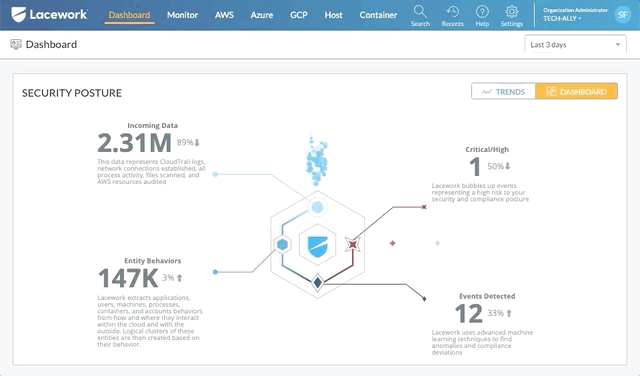 Lacework
Dashboard Monitor AWS Azure GCP Host Container
Search Recents Help Settings
Organisation Administrator
TECH-ALLY
SF
Dashboard
Last 3 days
SECURITY POSTURE
TRENDS DASHBOARD
Incoming Data
2.31M 89%
This data represents CloudTrail logs,
network connections established, all
process activity, files scanned, and
AWS resources audited
Critical/High
1 50%
Lacework bubbles up events
representing a high risk to your
security and compliance posture
Entity Behaviors
147K 3%
Lacework extracts applications,
users, machines, processes,
containers, and accounts behaviors
from how and where they interact
within the cloud and with the
outside. Logical clusters of these
entities are then created based on
their behavior.
Events Detected
12 33%
Lacework uses advanced machine
learning techniques to find
anomalies and compliance
deviations